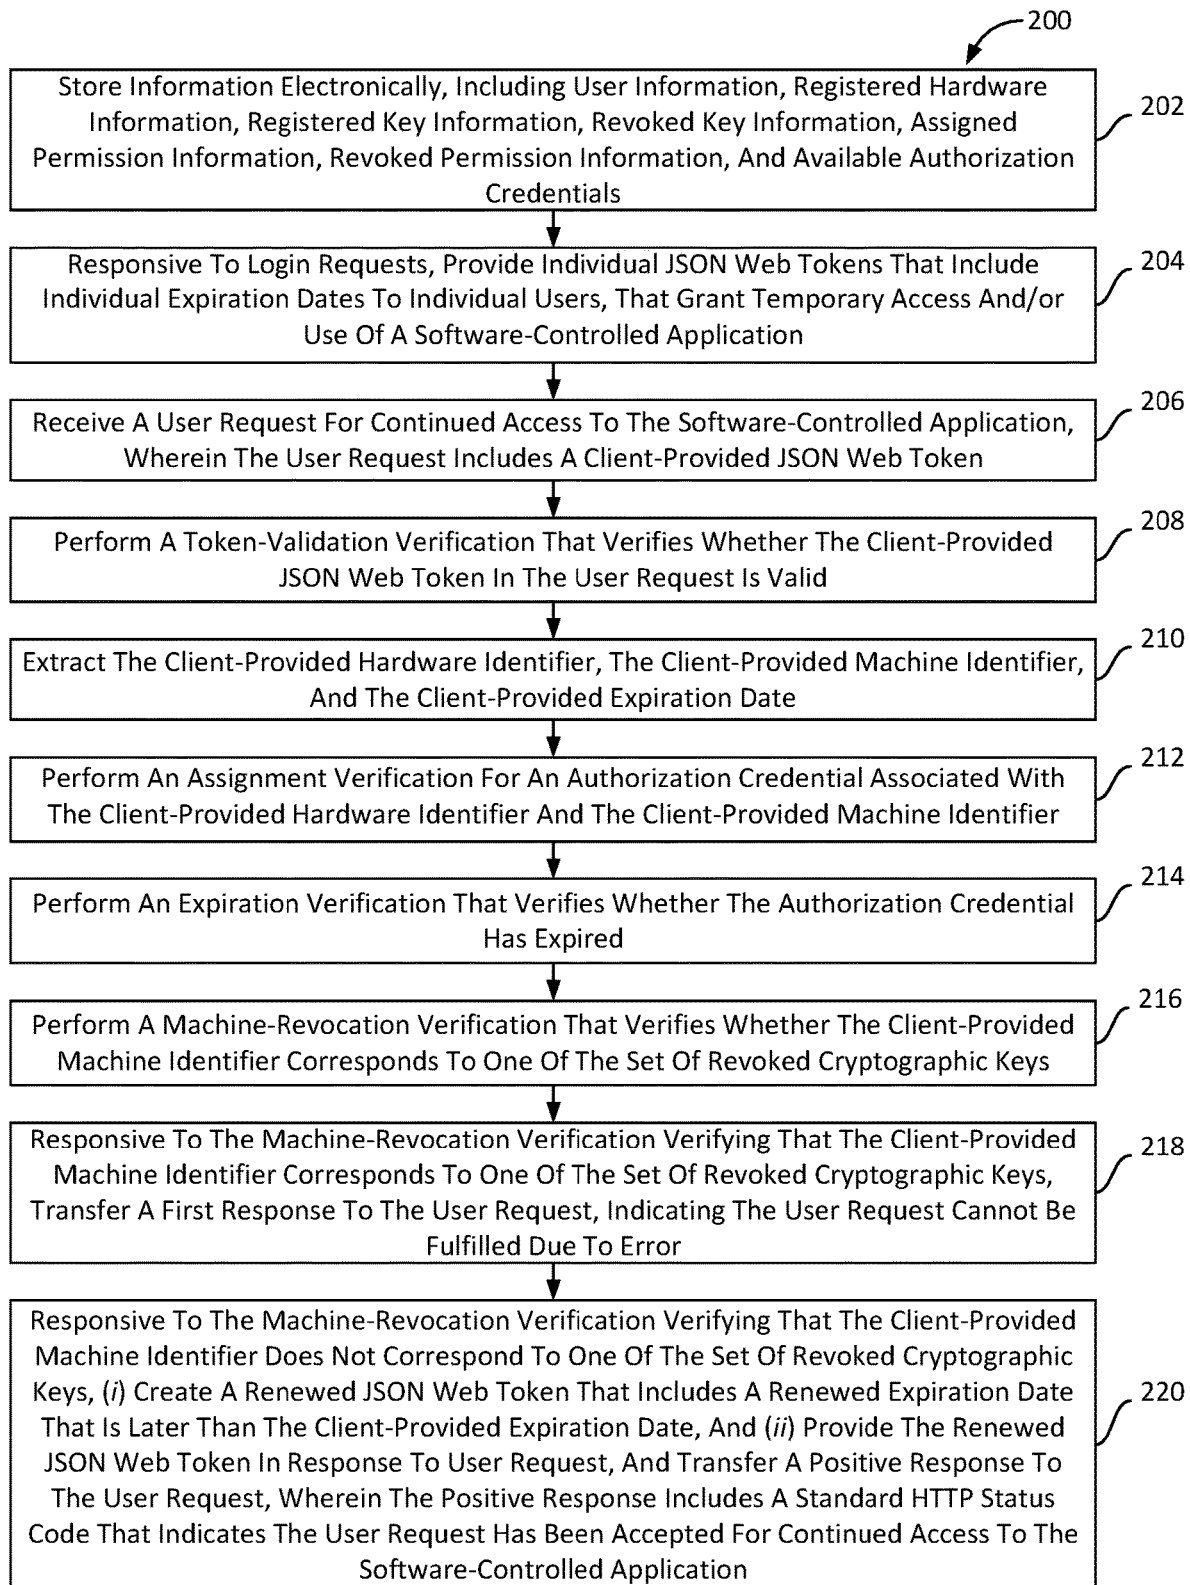 200
Store Information Electronically, Including User Information, Registered Hardware
Information, Registered Key Information, Revoked Key Information, Assigned
Permission Information, Revoked Permission Information, And Available Authorization
Credentials
202
Responsive To Login Requests, Provide Individual JSON Web Tokens That Include
Individual Expiration Dates To Individual Users, That Grant Temporary Access And/or
Use Of A Software-Controlled Application
204
Receive A User Request For Continued Access To The Software-Controlled Application,
Wherein The User Request Includes A Client-Provided JSON Web Token
206
Perform A Token-Validation Verification That Verifies Whether The Client-Provided
JSON Web Token In The User Request Is Valid
208
Extract The Client-Provided Hardware Identifier, The Client-Provided Machine Identifier,
And The Client-Provided Expiration Date
210
Perform An Assignment Verification For An Authorization Credential Associated With
The Client-Provided Hardware Identifier And The Client-Provided Machine Identifier
212
Perform An Expiration Verification That Verifies Whether The Authorization Credential
Has Expired
214
Perform A Machine-Revocation Verification That Verifies Whether The Client-Provided
Machine Identifier Corresponds To One Of The Set Of Revoked Cryptographic Keys
216
Responsive To The Machine-Revocation Verification Verifying That The Client-Provided
Machine Identifier Corresponds To One Of The Set Of Revoked Cryptographic Keys,
Transfer A First Response To The User Request, Indicating The User Request Cannot Be
Fulfilled Due To Error
218
Responsive To The Machine-Revocation Verification Verifying That The Client-Provided
Machine Identifier Does Not Correspond To One Of The Set Of Revoked Cryptographic
Keys, (i) Create A Renewed JSON Web Token That Includes A Renewed Expiration Date
That Is Later Than The Client-Provided Expiration Date, And (ii) Provide The Renewed
JSON Web Token In Response To User Request, And Transfer A Positive Response To
The User Request, Wherein The Positive Response Includes A Standard HTTP Status
Code That Indicates The User Request Has Been Accepted For Continued Access To The
Software-Controlled Application
220